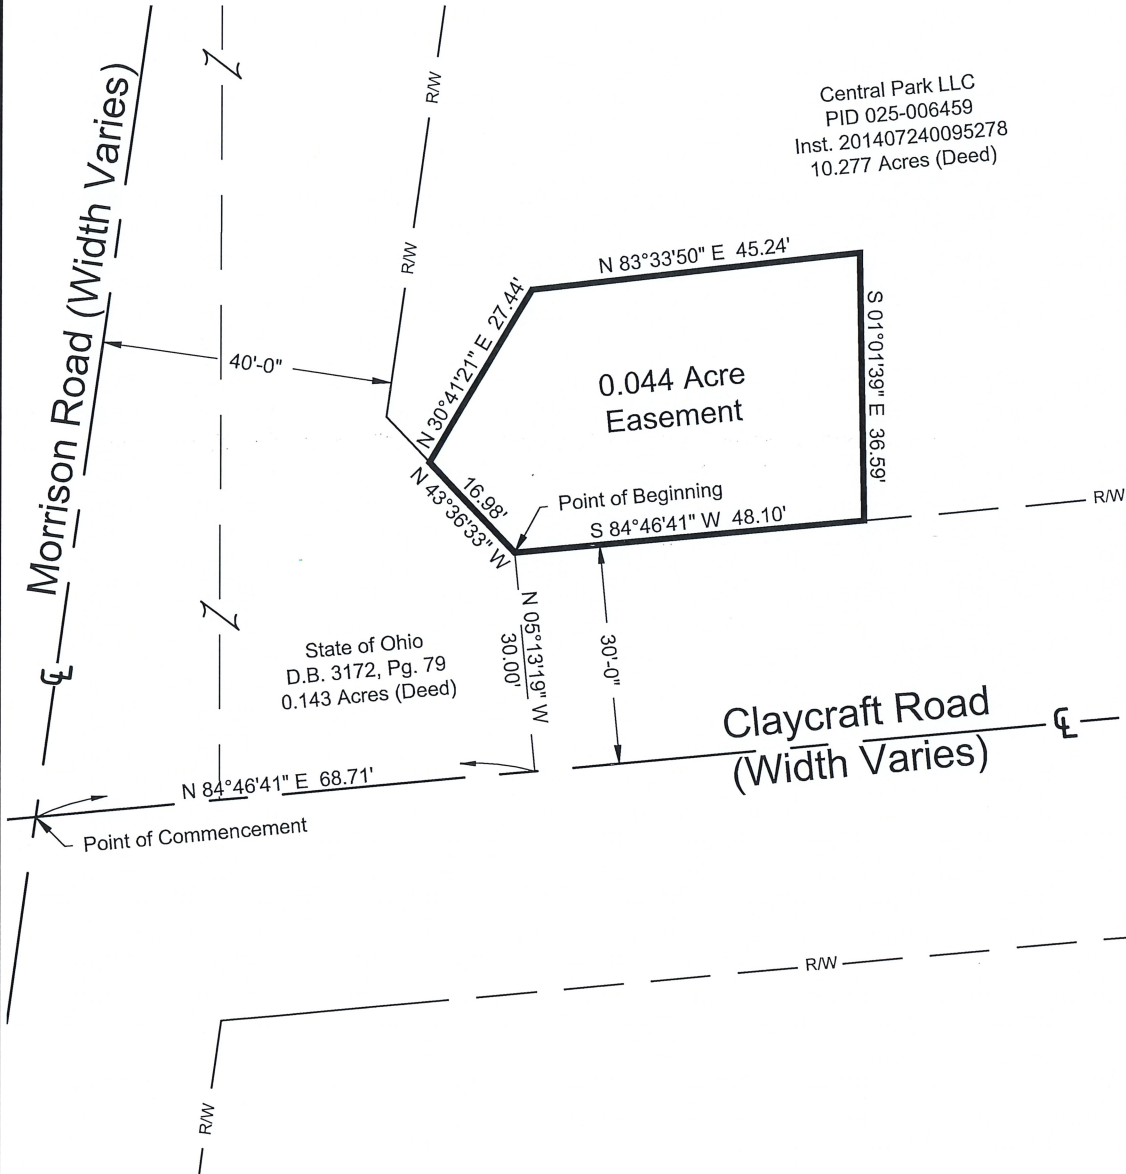 Central Park LLC
PID 025-006459
Inst. 201407240095278
10.277 Acres (Deed)
R/W
R/W
Morrison Road (Width Varies)
40'-0"
N 83°33'50" E 45.24'
N 30°41'21" E 27.44'
S 01°01'39" E 36.59'
0.044 Acre
Easement
16.98'
N 43°36'33" W
Point of Beginning
S 84°46'41" W 48.10'
R/W
N 05°13'19" W
30.00'
30'-0"
State of Ohio
D.B. 3172, Pg. 79
0.143 Acres (Deed)
Claycraft Road
(Width Varies)
N 84°46'41" E 68.71'
Point of Commencement
R/W
R/W